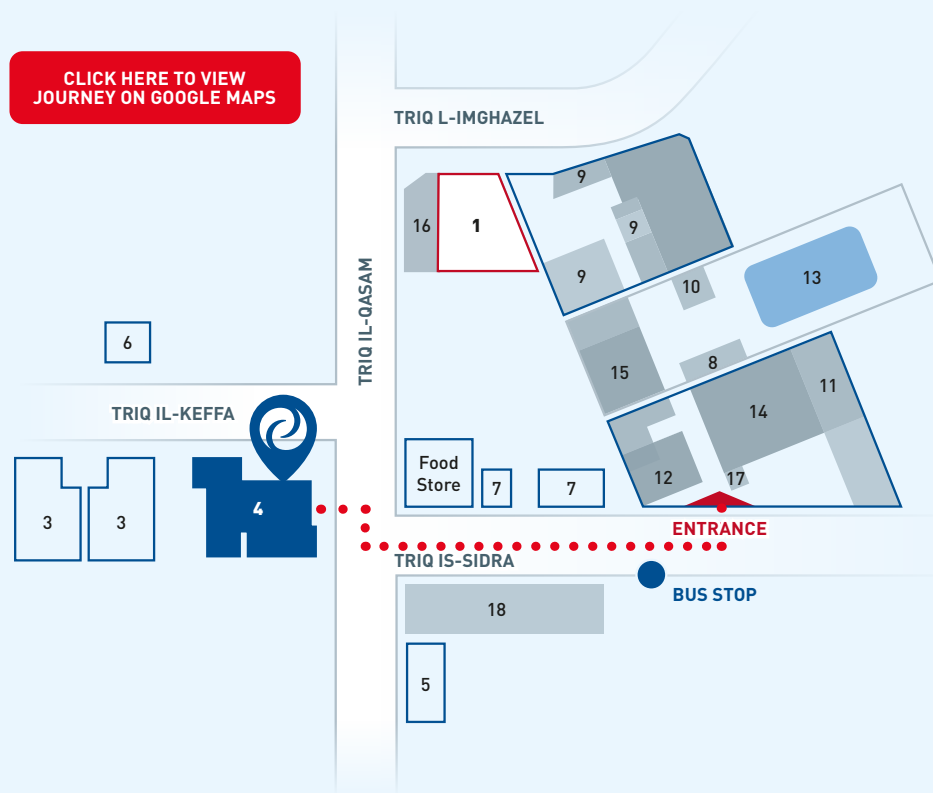 CLICK HERE TO VIEW
JOURNEY ON GOOGLE MAPS
TRIQ L-IMGHAZEL
9
16
1
9
9
10
13
TRIQ IL-QASAM
6
15
8
11
14
TRIQ IL-KEFFA
Food
Store
7
7
12
17
3
3
4
ENTRANCE
TRIQ IS-SIDRA
BUS STOP
18
5